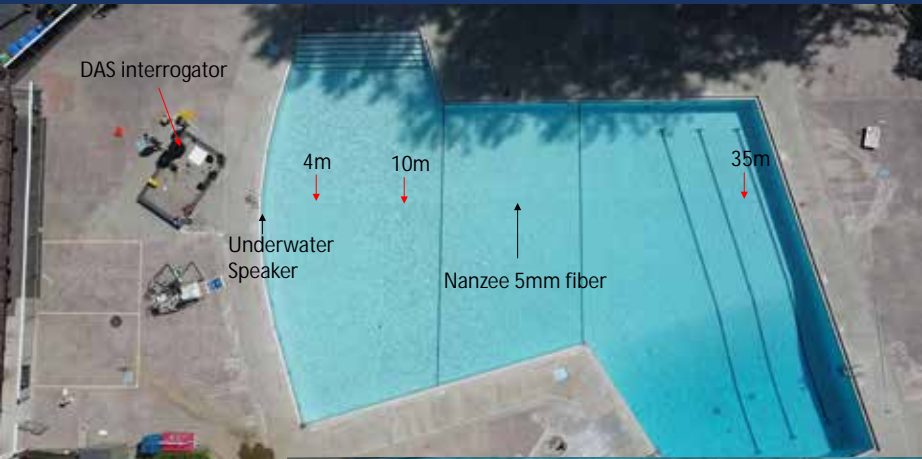 DAS interrogator
4m
10m
35m
Underwater
Speaker
Nanzee 5mm fiber